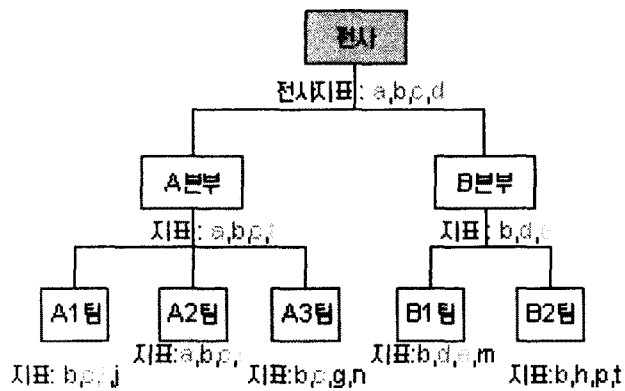 전사
전사지표: a,b,c,d
A본부
B본부
지표: a,b,c,
지표: b,d,
A1팀
A2팀
A3팀
B1팀
B2팀
지표: b,c, ,j
지표:a,b,c,
지표:b,c,g,n
지표:b,d, ,m
지표:b,h,p,t